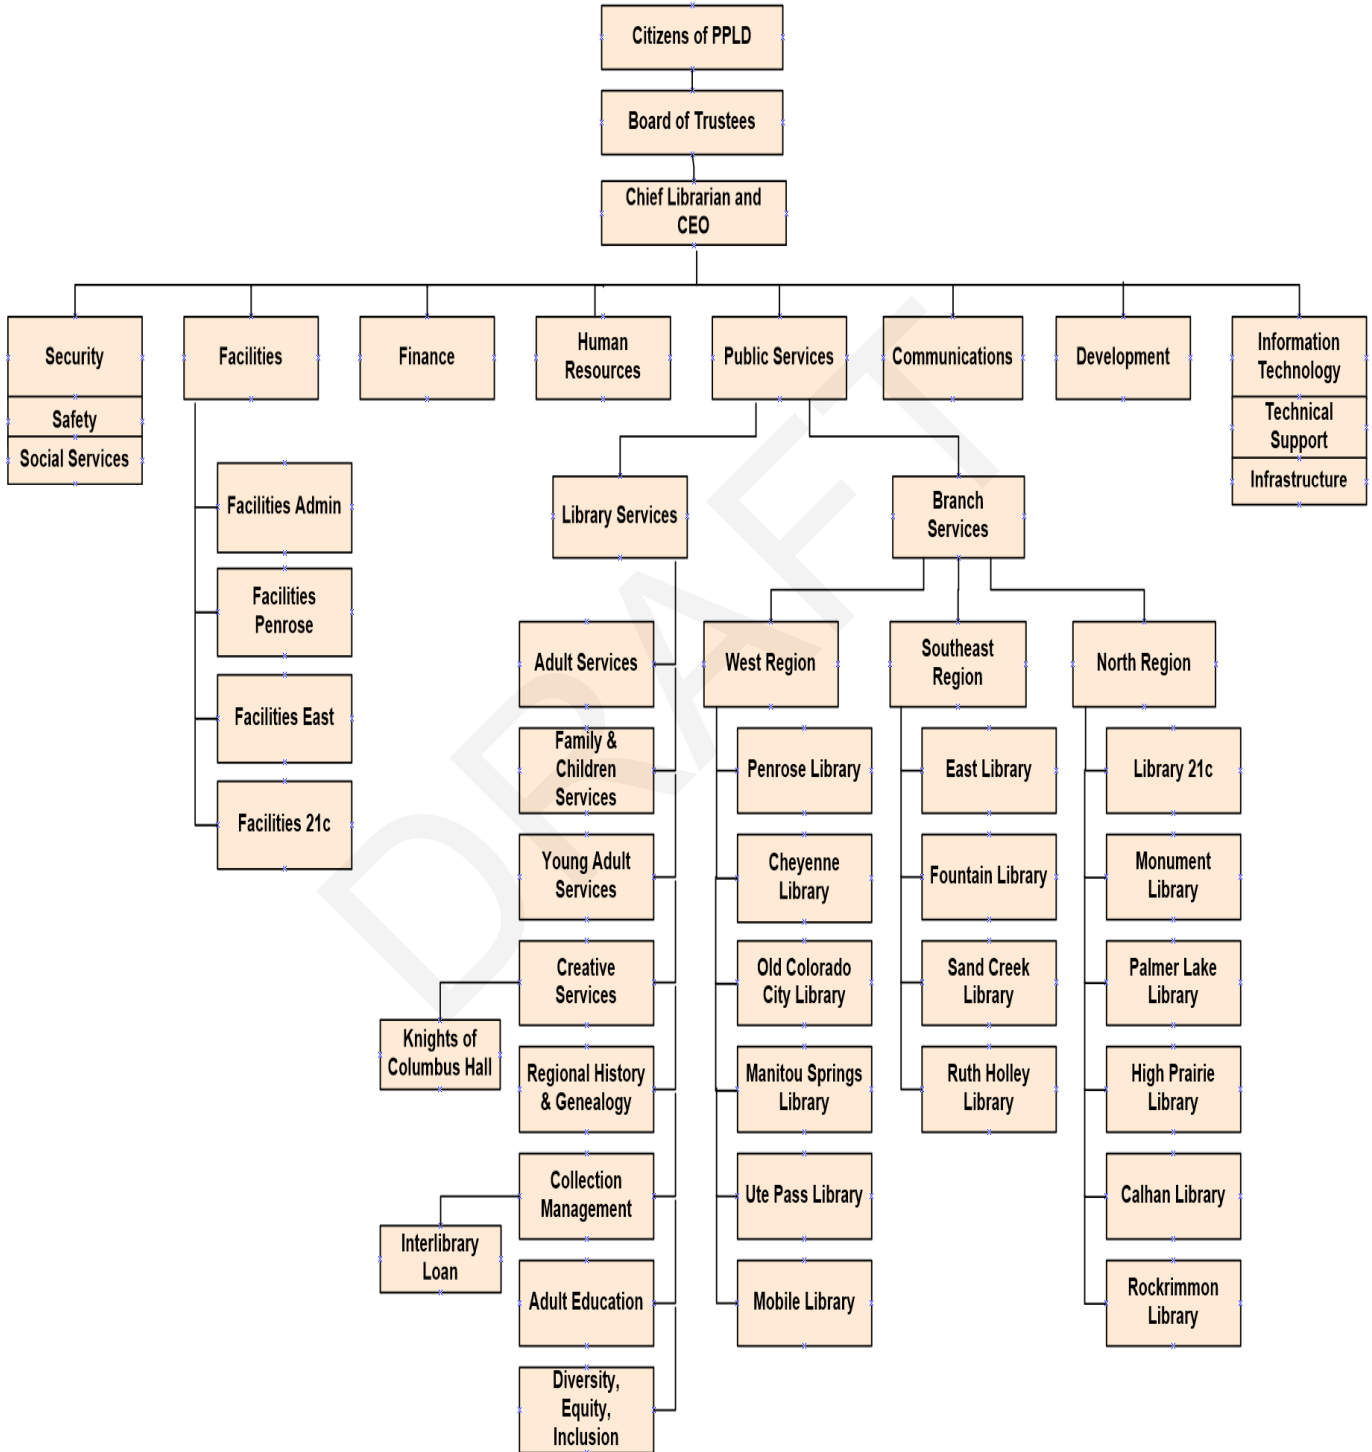 Citizens of PPLD
Board of Trustees
Chief Librarian and
CEO
Security
Safety
Social Services
Facilities
Finance
Human
Resources
Public Services
Communications
Development
Information
Technology
Technical
Support
Infrastructure
Facilities Admin
Facilities
Penrose
Facilities East
Facilities 21c
Library Services
Branch
Services
Adult Services
Family &
Children
Services
Young Adult
Services
Creative
Services
Knights of
Columbus Hall
Regional History
& Genealogy
Collection
Management
Interlibrary
Loan
Adult Education
Diversity,
Equity,
Inclusion
West Region
Penrose Library
Cheyenne
Library
Old Colorado
City Library
Manitou Springs
Library
Ute Pass Library
Mobile Library
Southeast
Region
East Library
Fountain Library
Sand Creek
Library
Ruth Holley
Library
North Region
Library 21c
Monument
Library
Palmer Lake
Library
High Prairie
Library
Calhan Library
Rockrimmon
Library
DRAFT